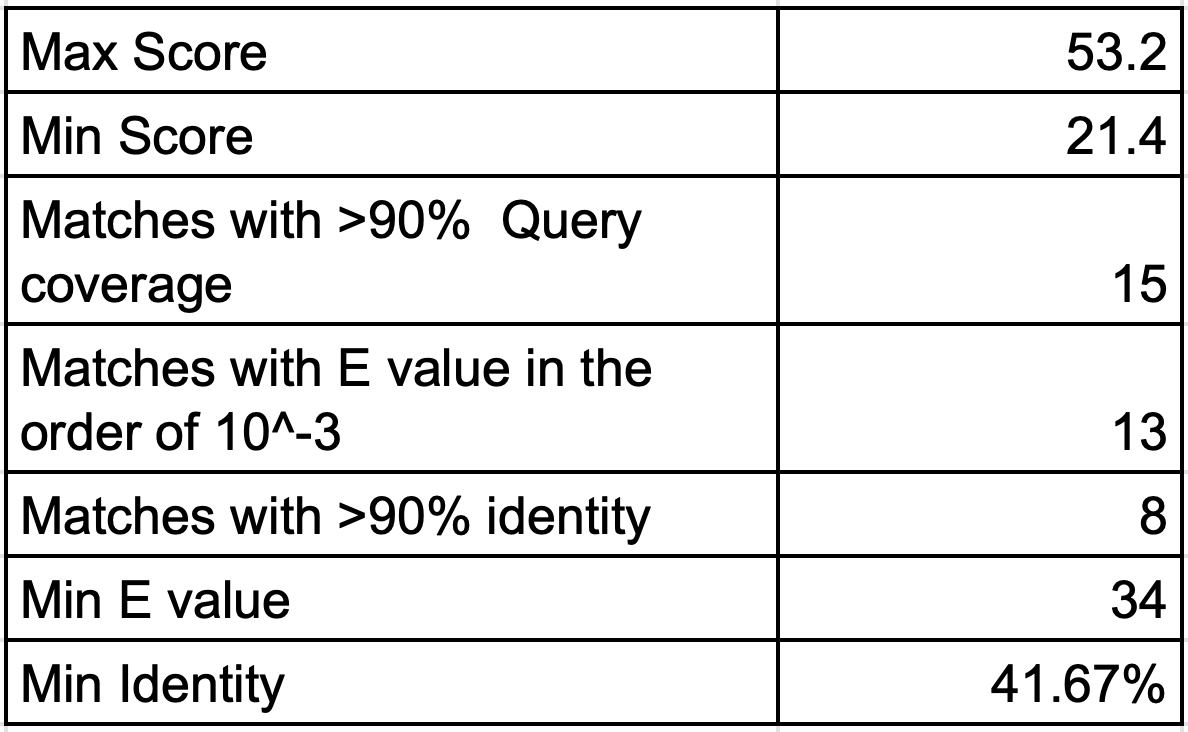 Max Score 53.2
Min Score 21.4
Matches with >90%  Query
coverage 15
Matches with E value in the
order of 10^-3 13
Matches with >90% identity 8
Min E value 34
Min Identity 41.67%